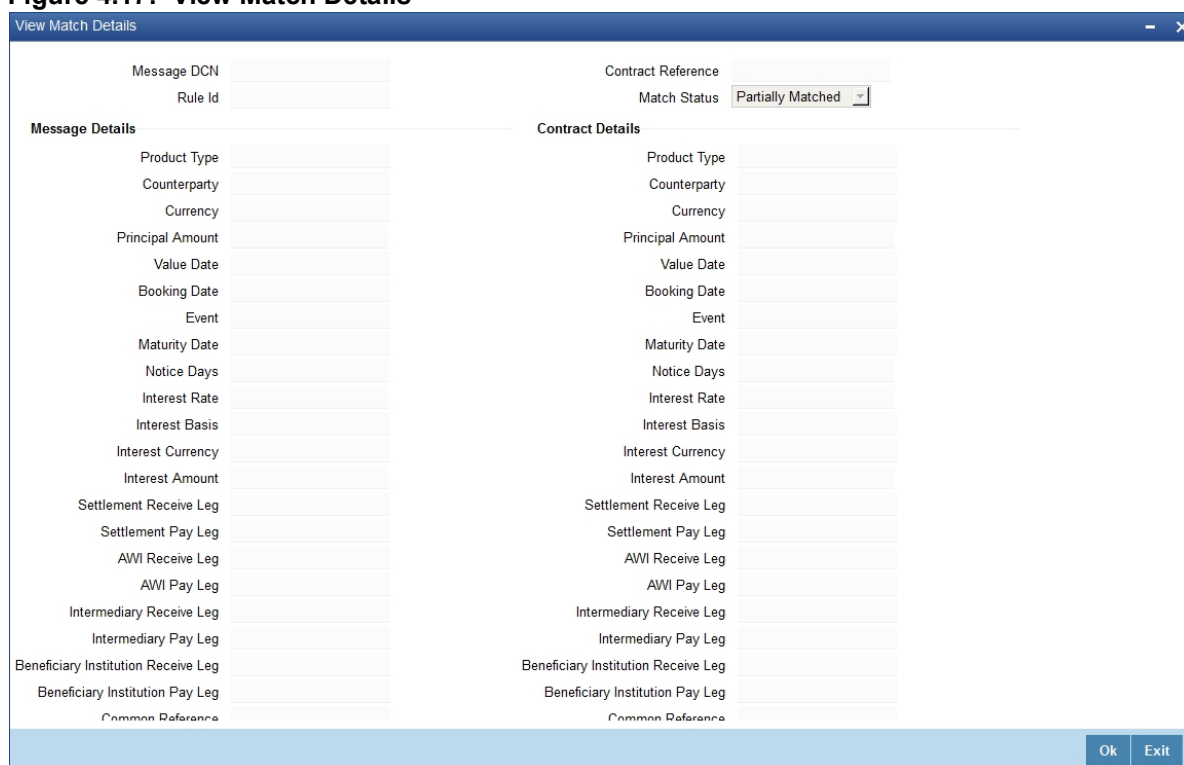 Figure 4.17: View Match Details
View Match Details
Message DCN
Contract Reference
Rule Id
Match Status Partially Matched
Message Details
Contract Details
Product Type
Product Type
Counterparty
Counterparty
Currency
Currency
Principal Amount
Principal Amount
Value Date
Value Date
Booking Date
Booking Date
Event
Event
Maturity Date
Maturity Date
Notice Days
Notice Days
Interest Rate
Interest Rate
Interest Basis
Interest Basis
Interest Currency
Interest Currency
Interest Amount
Interest Amount
Settlement Receive Leg
Settlement Receive Leg
Settlement Pay Leg
Settlement Pay Leg
AWI Receive Leg
AWI Receive Leg
AWI Pay Leg
AWI Pay Leg
Intermediary Receive Leg
Intermediary Receive Leg
Intermediary Pay Leg
Intermediary Pay Leg
Beneficiary Institution Receive Leg
Beneficiary Institution Receive Leg
Beneficiary Institution Pay Leg
Beneficiary Institution Pay Leg
Common Reference
Common Reference
Ok Exit